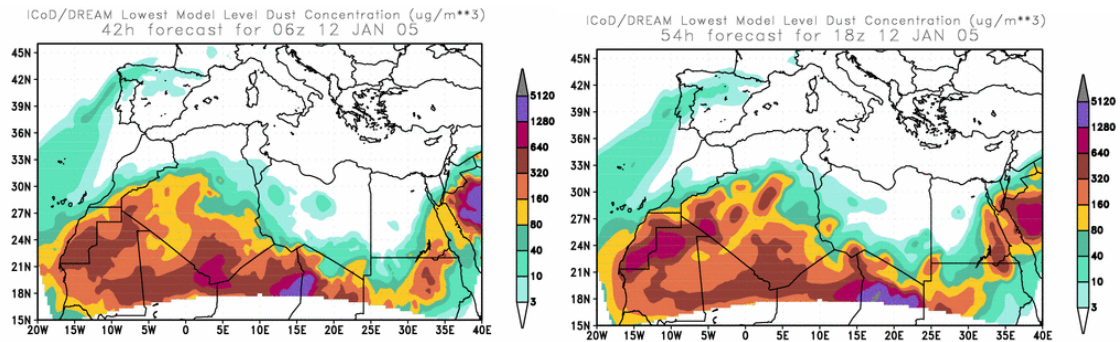 ICoD/DREAM Lowest Model Level Dust Concentration (ug/m**3)
42h forecast for 06z 12 JAN 05
45N
42N
39N
36N
33N
30N
27N
24N
21N
18N
15N
20W 15W 10W 5W 0 5E 10E 15E 20E 25E 30E 35E 40E
5120
1280
640
320
160
80
40
10
3
ICoD/DREAM Lowest Model Level Dust Concentration (ug/m**3)
54h forecast for 18z 12 JAN 05
45N
42N
39N
36N
33N
30N
27N
24N
21N
18N
15N
20W 15W 10W 5W 0 5E 10E 15E 20E 25E 30E 35E 40E
5120
1280
640
320
160
80
40
10
3